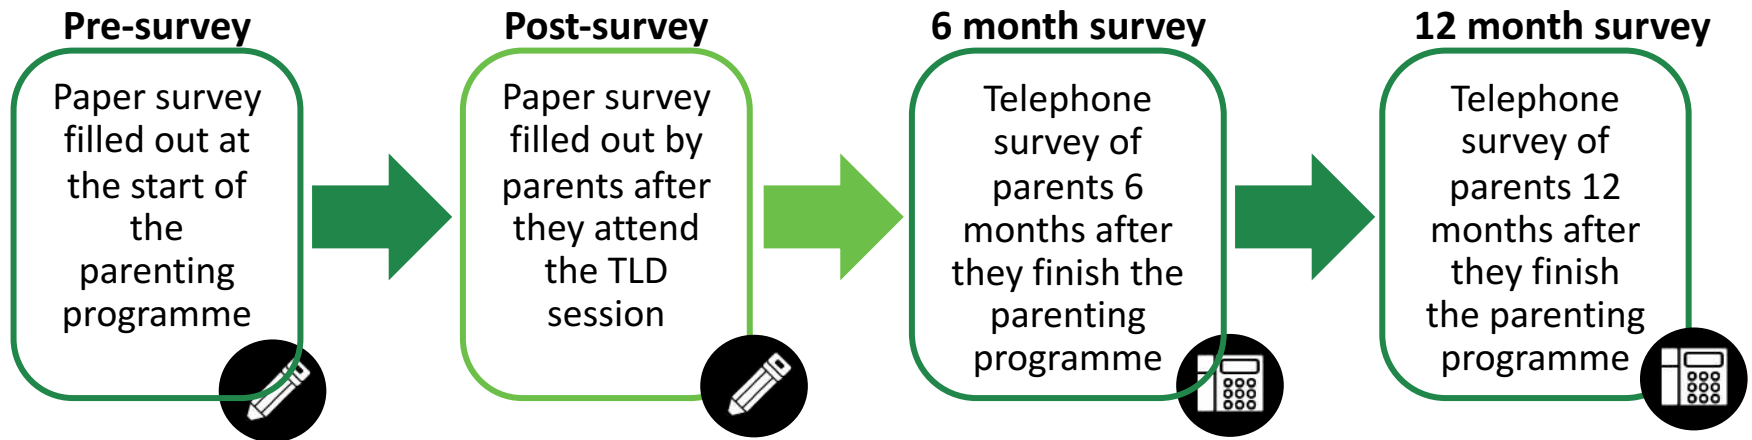 Pre-survey
Paper survey
filled out at
the start of
the
parenting
programme
Post-survey
Paper survey
filled out by
parents after
they attend
the TLD
session
6 month survey
Telephone
survey of
parents 6
months after
they finish the
parenting
programme
12 month survey
Telephone
survey of
parents 12
months after
they finish
the parenting
programme